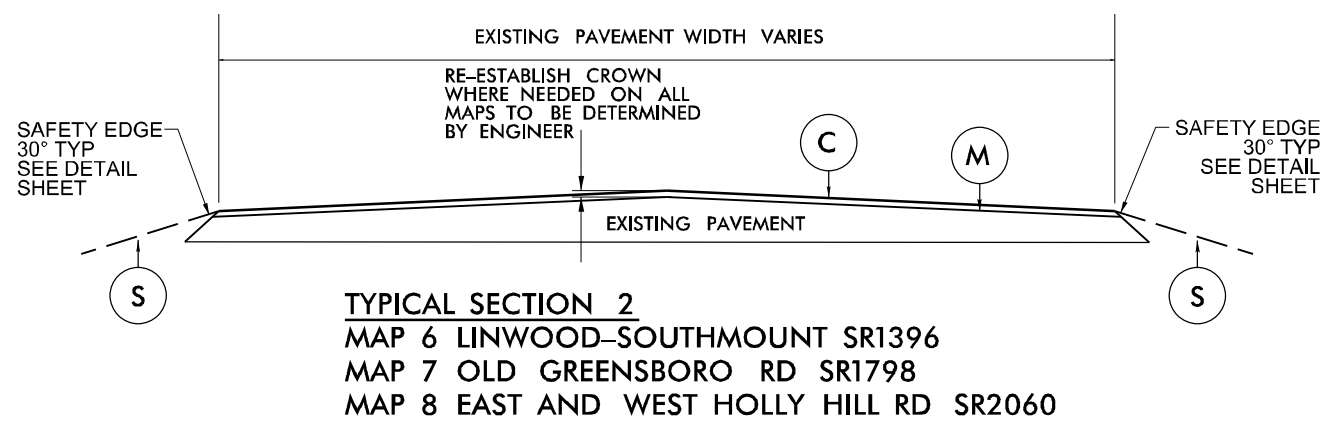 EXISTING PAVEMENT WIDTH VARIES
RE–ESTABLISH CROWN
WHERE NEEDED ON ALL
MAPS TO BE DETERMINED
BY ENGINEER
SAFETY EDGE
30° TYP
SEE DETAIL
SHEET
C
M
SAFETY EDGE
30° TYP
SEE DETAIL
SHEET
EXISTING PAVEMENT
S
S
TYPICAL SECTION 2
MAP 6 LINWOOD–SOUTHMOUNT SR1396
MAP 7 OLD GREENSBORO RD SR1798
MAP 8 EAST AND WEST HOLLY HILL RD SR2060